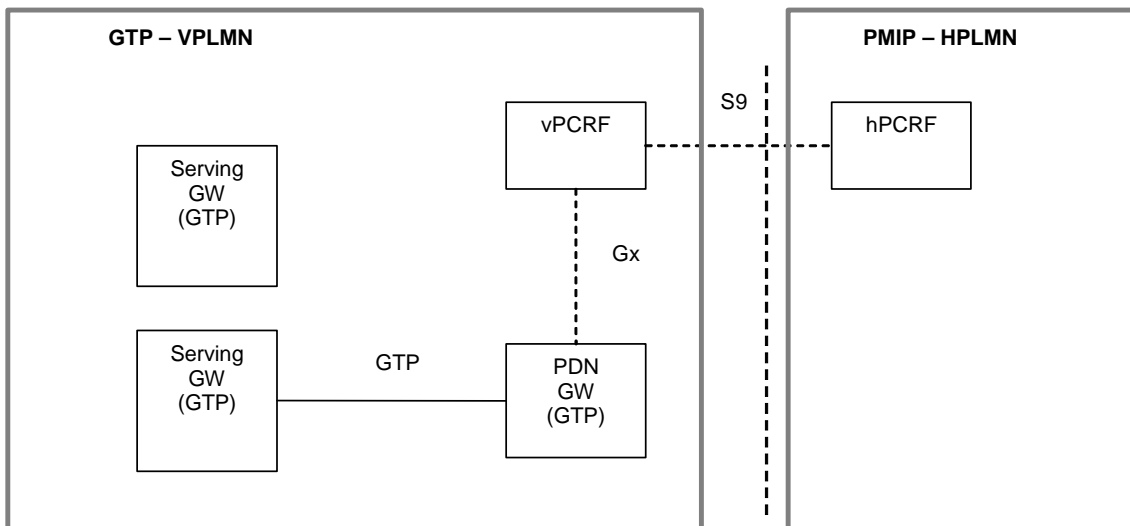 GTP – VPLMN
PMIP – HPLMN
S9
vPCRF
hPCRF
Serving
GW
(GTP)
Gx
Serving
GW
(GTP)
GTP
PDN
GW
(GTP)